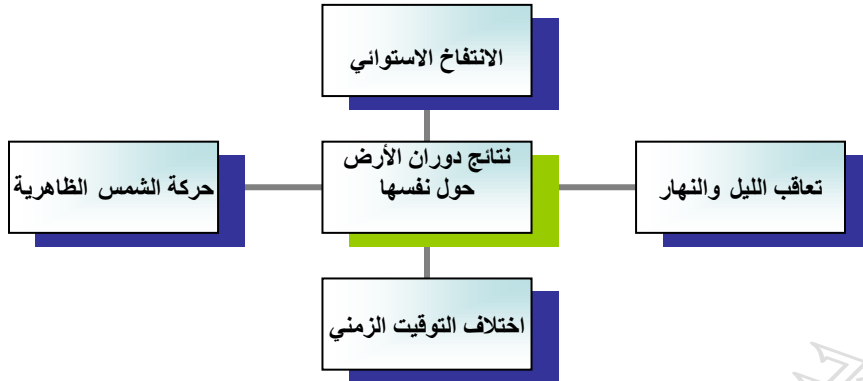 الانتفاخ الاستوائي
نتائج دوران الأرض
حول نفسها
تعاقب الليل والنهار
حركة الشمس الظاهرية
اختلاف التوقيت الزمني